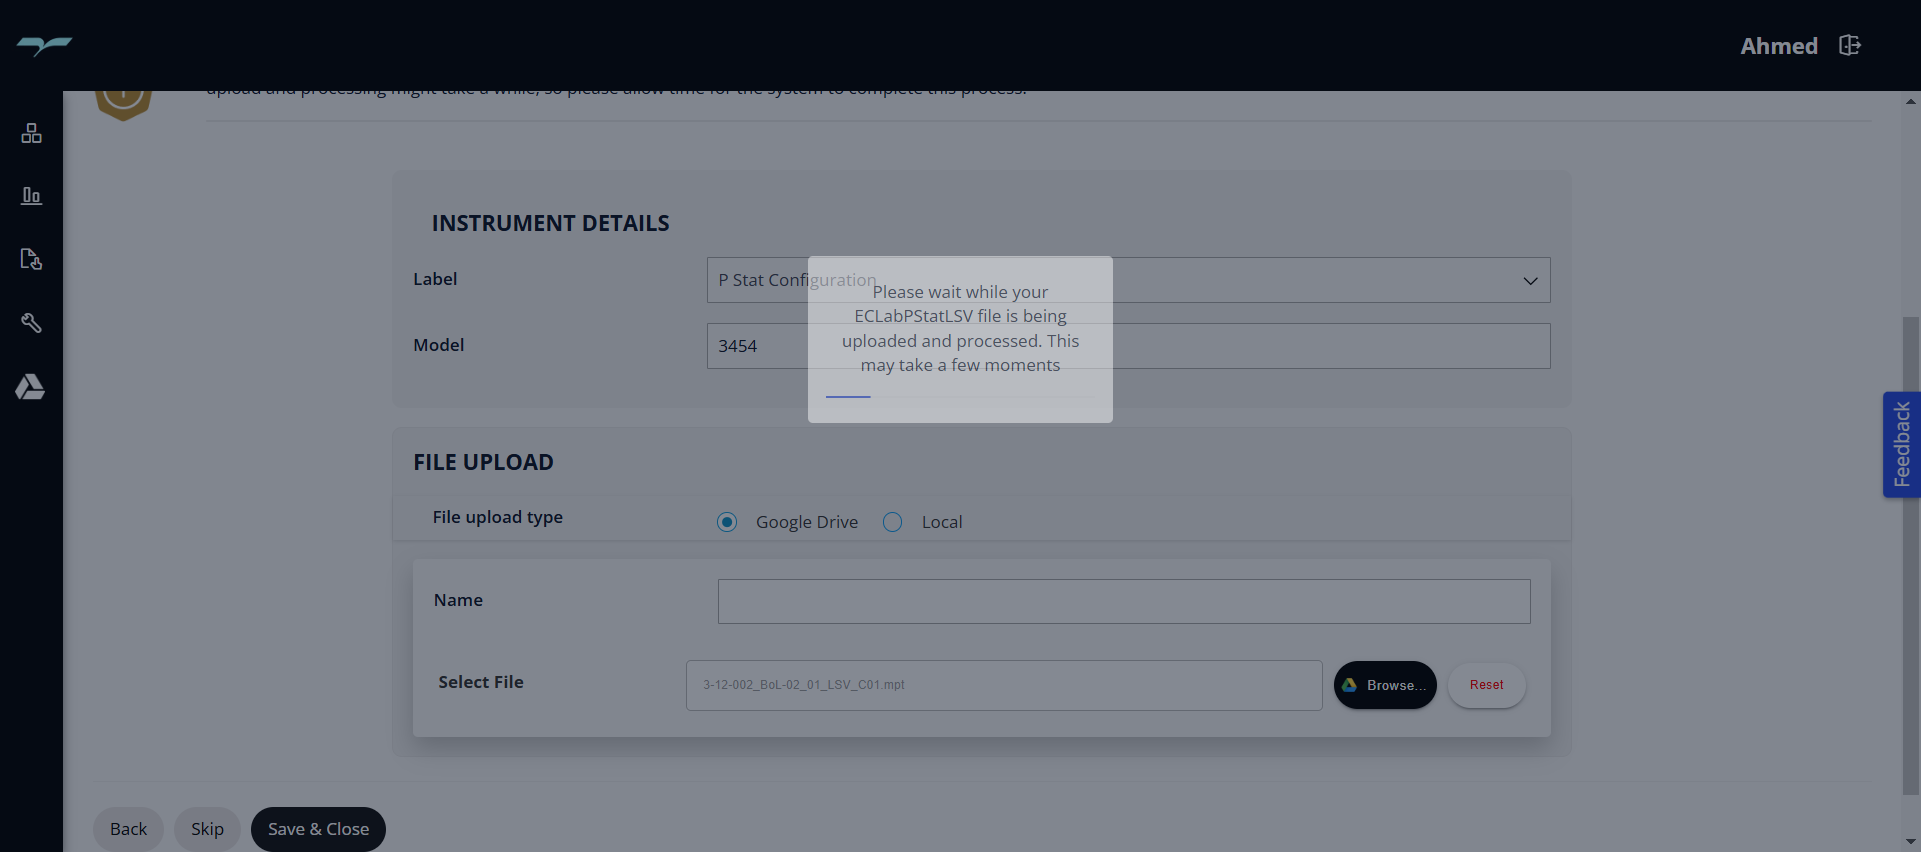 Ahmed
upload and processing might take a while, so please allow time for the system to complete this process.
INSTRUMENT DETAILS
Label
P Stat Configuration
Please wait while your
ECLabPStatLSV file is being
uploaded and processed. This
may take a few moments
Model
3454
Feedback
FILE UPLOAD
File upload type
Google Drive
Local
Name
Select File
3-12-002_BoL-02_01_LSV_C01.mpt
Browse...
Reset
Back
Skip
Save & Close